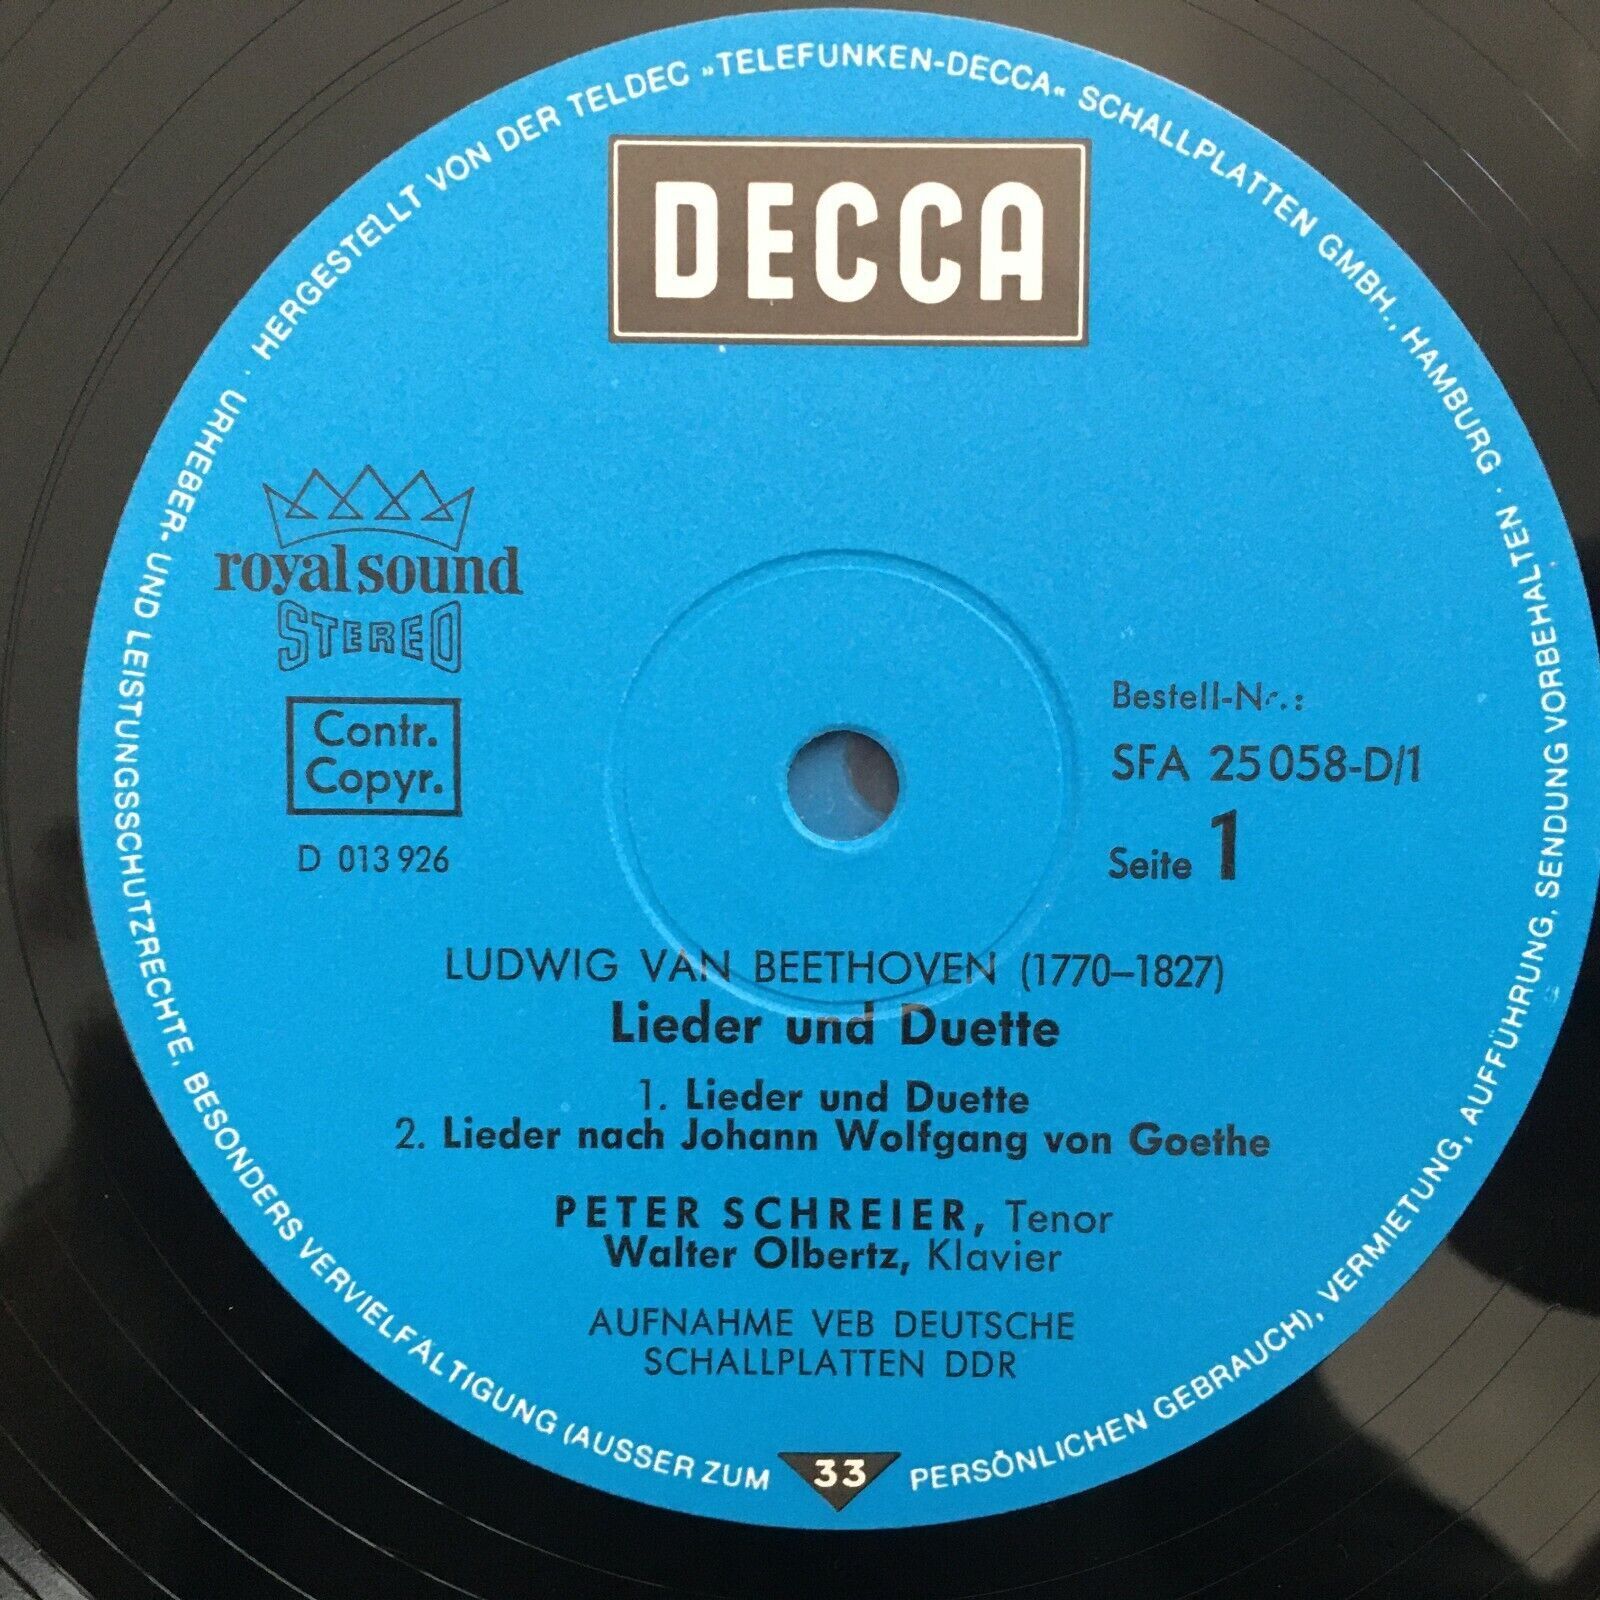 HERGESTELLT VON DER TELDEC »TELEFUNKEN-DECCA« SCHALLPLATTEN GMBH., HAMBURG · URHEBER- UND LEISTUNGSSCHUTZRECHTE, BESONDERS VERVIELFÄLTIGUNG (AUSSER ZUM PERSÖNLICHEN GEBRAUCH), VERMIETUNG, AUFFÜHRUNG, SENDUNG VORBEHALTEN ·
DECCA
royal sound
STEREO
Contr.
Copyr.
D 013 926
Bestell-Nr.:
SFA 25 058-D/1
Seite 1
LUDWIG VAN BEETHOVEN (1770–1827)
Lieder und Duette
1. Lieder und Duette
2. Lieder nach Johann Wolfgang von Goethe
PETER SCHREIER, Tenor
Walter Olbertz, Klavier
AUFNAHME VEB DEUTSCHE
SCHALLPLATTEN DDR
33